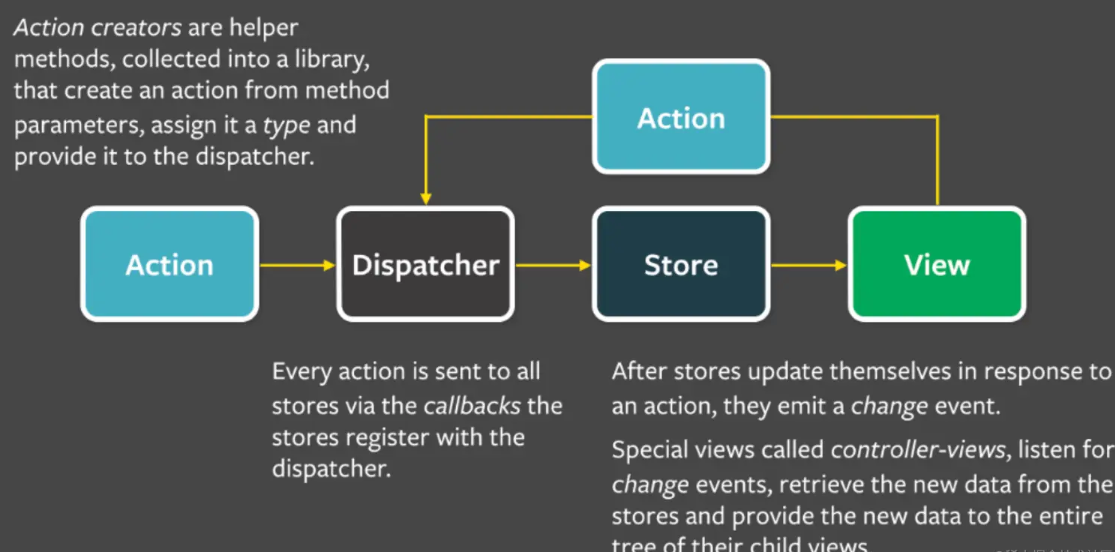 Action creators are helper
methods, collected into a library,
that create an action from method
parameters, assign it a type and
provide it to the dispatcher.
Action
Action
Dispatcher
Store
View
Every action is sent to all
stores via the callbacks the
stores register with the
dispatcher.
After stores update themselves in response to
an action, they emit a change event.
Special views called controller-views, listen for
change events, retrieve the new data from the
stores and provide the new data to the entire
tree of their child views